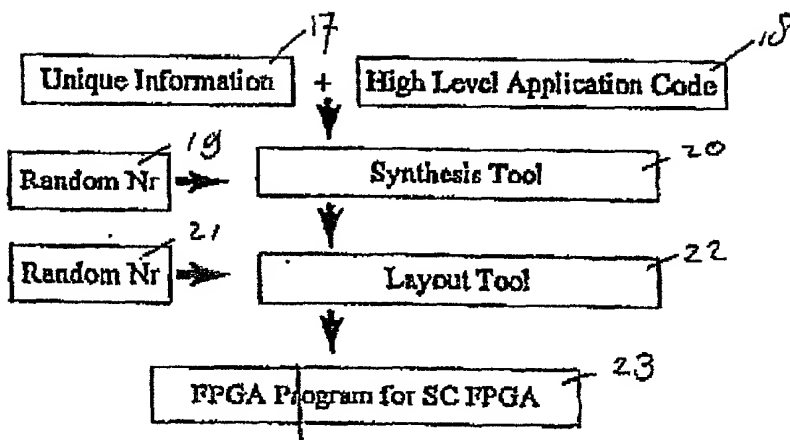 17
18
Unique Information + High Level Application Code
19
20
Random Nr Synthesis Tool
21
22
Random Nr Layout Tool
23
FPGA Program for SC FPGA